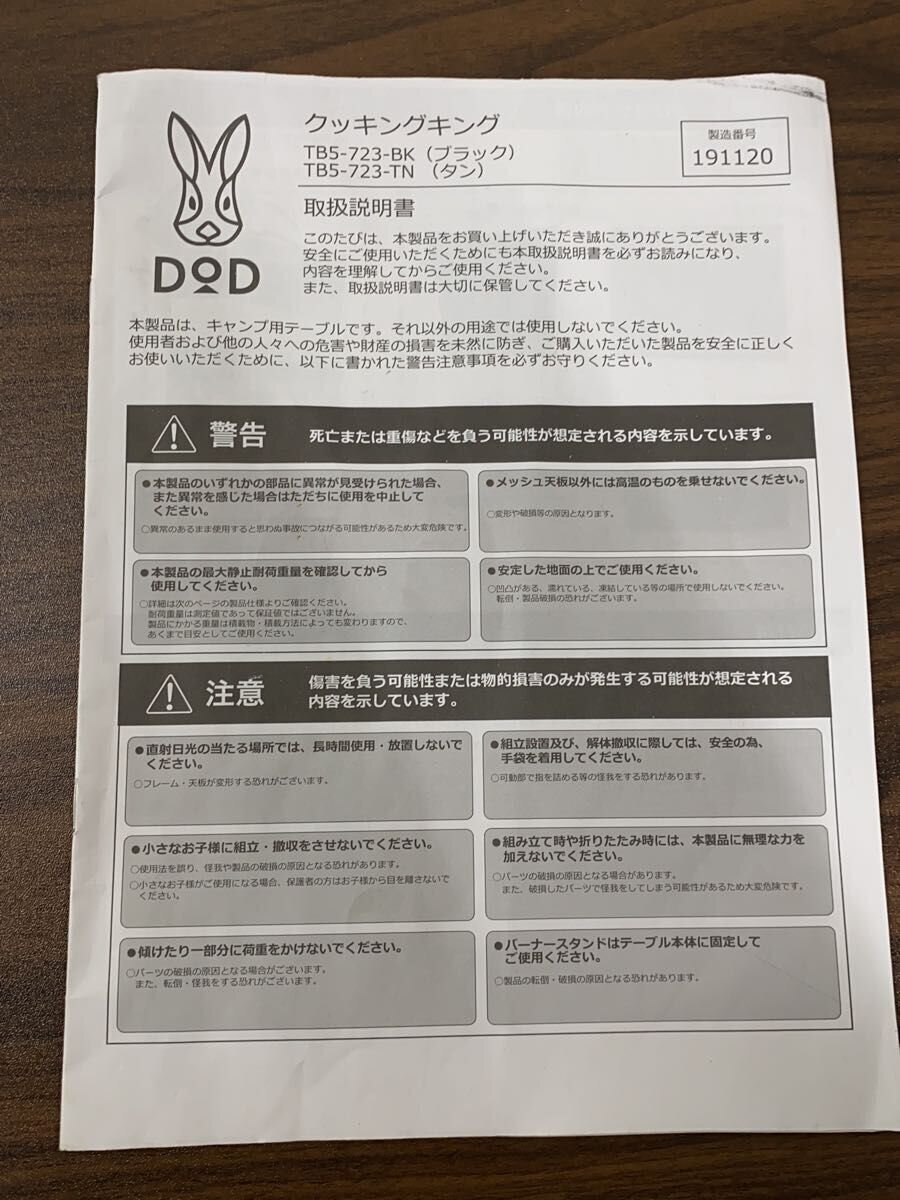 クッキングキング
TB5-723-BK（ブラック）
TB5-723-TN （タン）
製造番号
191120
DOD
取扱説明書
このたびは、本製品をお買い上げいただき誠にありがとうございます。
安全にご使用いただくためにも本取扱説明書を必ずお読みになり、
内容を理解してからご使用ください。
また、取扱説明書は大切に保管してください。
本製品は、キャンプ用テーブルです。それ以外の用途では使用しないでください。
使用者および他の人々への危害や財産の損害を未然に防ぎ、ご購入いただいた製品を安全に正しく
お使いいただくために、以下に書かれた警告注意事項を必ずお守りください。
警告
死亡または重傷などを負う可能性が想定される内容を示しています。
●本製品のいずれかの部品に異常が見受けられた場合、
また異常を感じた場合はただちに使用を中止して
ください。
○異常のあるまま使用すると思わぬ事故につながる可能性があるため大変危険です。
●メッシュ天板以外には高温のものを乗せないでください。
○変形や破損等の原因となります。
●本製品の最大静止耐荷重量を確認してから
使用してください。
○詳細は次のページの製品仕様よりご確認ください。
耐荷重量は測定値であって保証値ではございません。
製品にかかる重量は積載物・積載方法によっても変わりますので、
あくまで目安としてご使用ください。
●安定した地面の上でご使用ください。
○凹凸がある、濡れている、凍結している等の場所で使用しないでください。
転倒・製品破損の恐れがございます。
注意
傷害を負う可能性または物的損害のみが発生する可能性が想定される
内容を示しています。
●直射日光の当たる場所では、長時間使用・放置しないで
ください。
○フレーム・天板が変形する恐れがございます。
●組立設置及び、解体撤収に際しては、安全の為、
手袋を着用してください。
○可動部で指を詰める等の怪我をする恐れがあります。
●小さなお子様に組立・撤収をさせないでください。
○使用法を誤り、怪我や製品の破損の原因となる恐れがあります。
○小さなお子様がご使用になる場合、保護者の方はお子様から目を離さないで
ください。
●組み立て時や折りたたみ時には、本製品に無理な力を
加えないでください。
○パーツの破損の原因となる場合があります。
また、破損したパーツで怪我をしてしまう可能性があるため大変危険です。
●傾けたり一部分に荷重をかけないでください。
○パーツの破損の原因となる場合がございます。
また、転倒・怪我をする恐れがございます。
●バーナースタンドはテーブル本体に固定して
ご使用ください。
○製品の転倒・破損の原因となる恐れがあります。